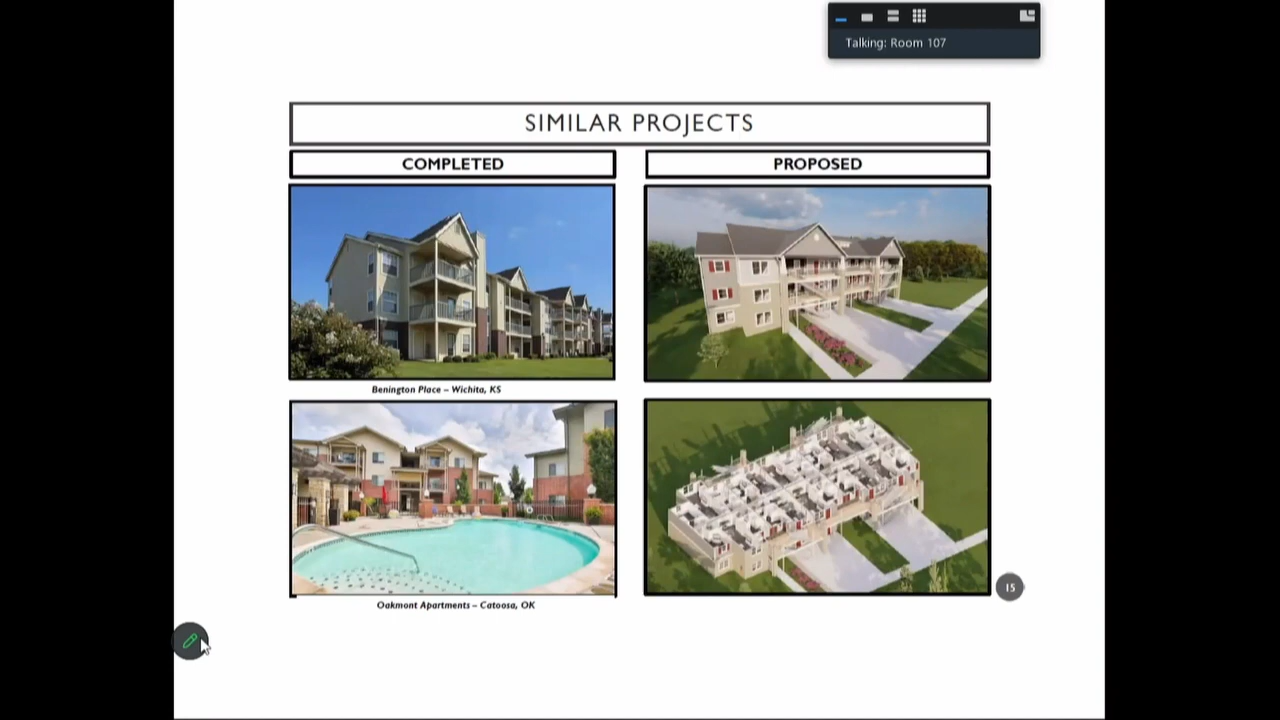 Talking: Room 107
SIMILAR PROJECTS
COMPLETED
PROPOSED
Benington Place – Wichita, KS
Oakmont Apartments – Catoosa, OK
15